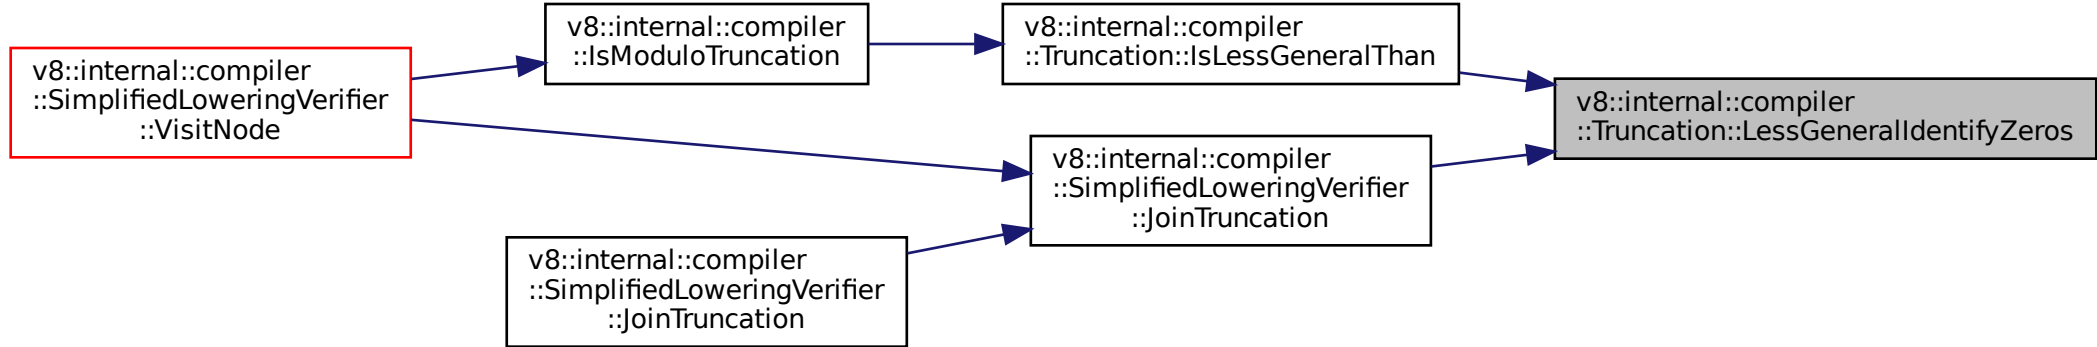 v8::internal::compiler
::SimplifiedLoweringVerifier
::VisitNode
v8::internal::compiler
::IsModuloTruncation
v8::internal::compiler
::Truncation::IsLessGeneralThan
v8::internal::compiler
::Truncation::LessGeneralIdentifyZeros
v8::internal::compiler
::SimplifiedLoweringVerifier
::JoinTruncation
v8::internal::compiler
::SimplifiedLoweringVerifier
::JoinTruncation